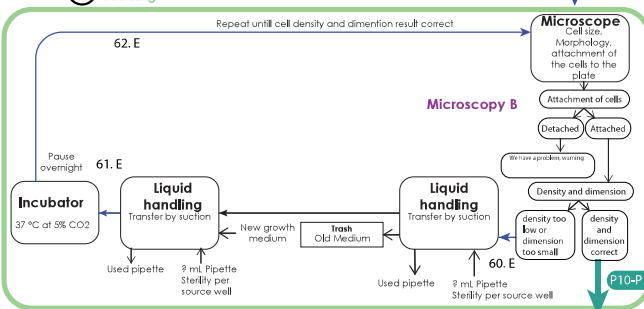 Repeat untill cell density and dimention result correct
62. E
Microscope
Cell size,
Morphology,
attachment of
the cells to the
plate
Microscopy B
Attachment of cells
Detached
Attached
We have a problem, warning
Density and dimension
density too
low or
dimension
too small
density
and
dimension
correct
P10-P
60. E
Liquid
handling
Transfer by suction
Trash
Old Medium
Used pipette
? mL Pipette
Sterility per
source well
New growth
medium
Liquid
handling
Transfer by suction
Used pipette
? mL Pipette
Sterility per
source well
61. E
Pause
overnight
Incubator
37 °C at 5% CO2